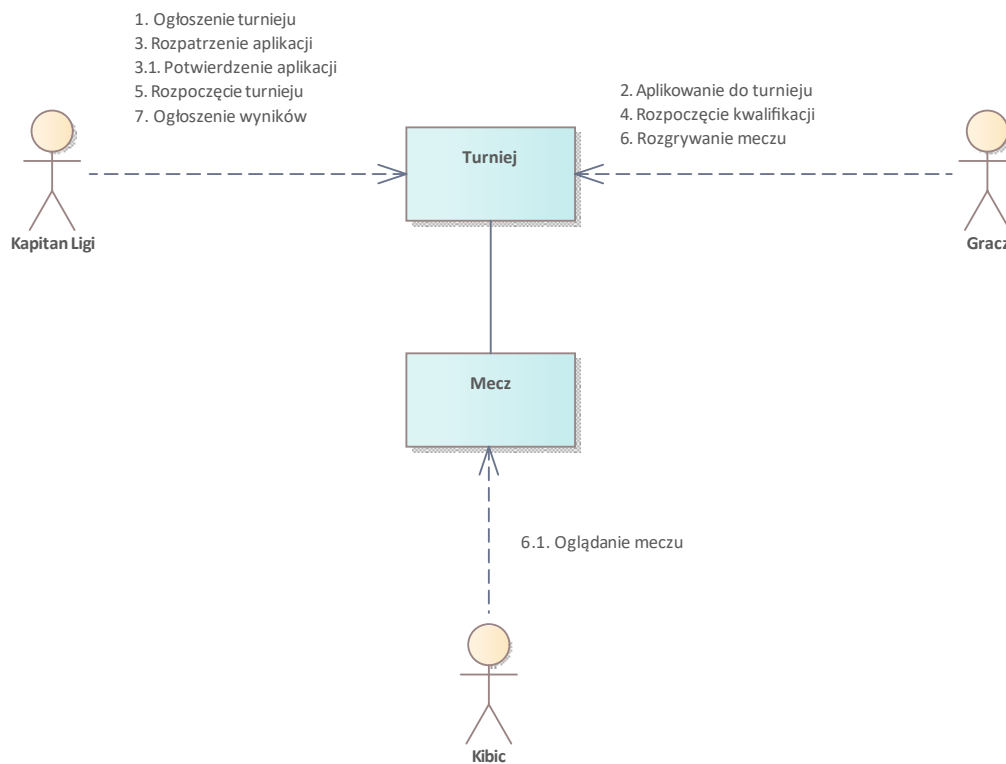 1. Ogłoszenie turnieju
3. Rozpatrzenie aplikacji
3.1. Potwierdzenie aplikacji
5. Rozpoczęcie turnieju
7. Ogłoszenie wyników
2. Aplikowanie do turnieju
4. Rozpoczęcie kwalifikacji
6. Rozgrywanie meczu
Turniej
Kapitan Ligi
Gracz
Mecz
6.1. Oglądanie meczu
Kibic